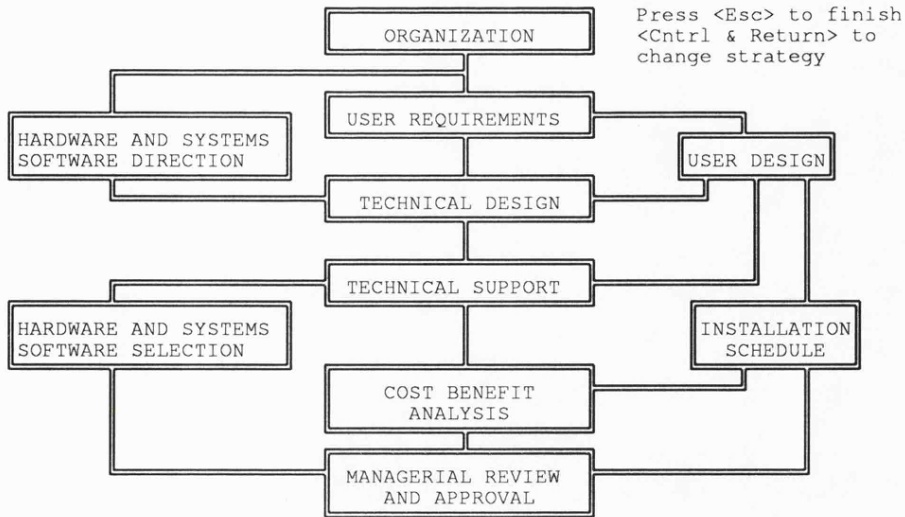 Press <Esc> to finish
<Cntrl & Return> to
change strategy
ORGANIZATION
USER REQUIREMENTS
HARDWARE AND SYSTEMS
SOFTWARE DIRECTION
USER DESIGN
TECHNICAL DESIGN
TECHNICAL SUPPORT
HARDWARE AND SYSTEMS
SOFTWARE SELECTION
INSTALLATION
SCHEDULE
COST BENEFIT
ANALYSIS
MANAGERIAL REVIEW
AND APPROVAL